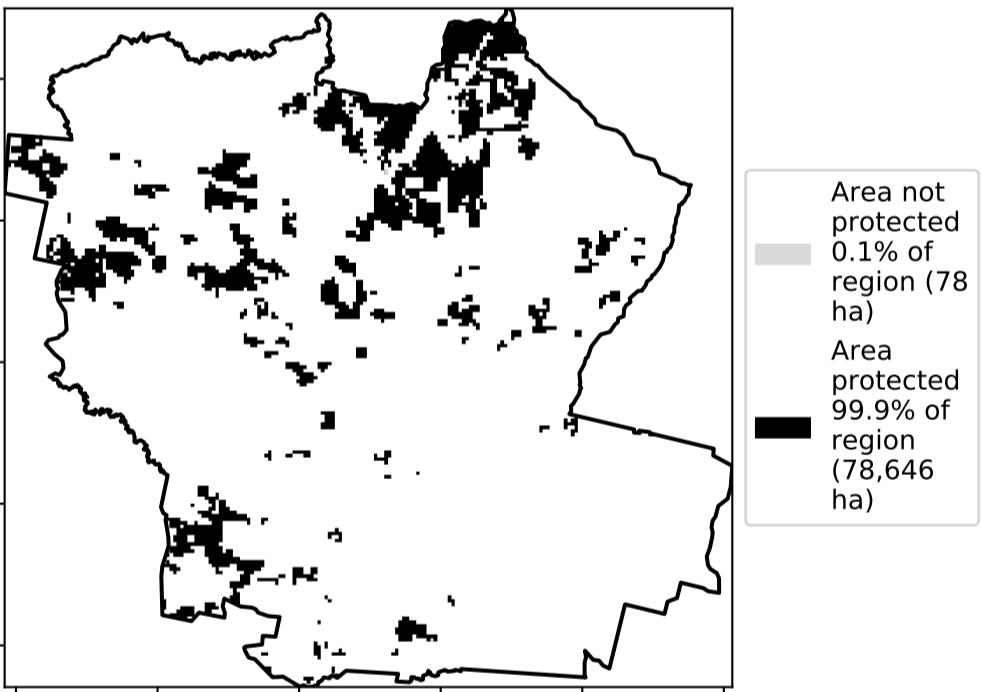 Area not
protected
0.1% of
region (78
ha)
Area
protected
99.9% of
region
(78,646
ha)